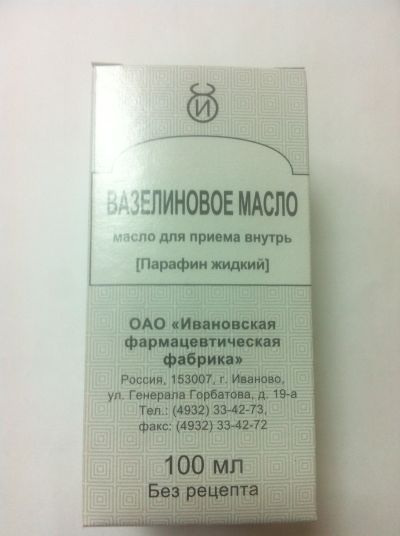 И
ВАЗЕЛИНОВОЕ МАСЛО
масло для приема внутрь
[Парафин жидкий]
ОАО «Ивановская
фармацевтическая
фабрика»
Россия, 153007, г. Иваново,
ул. Генерала Горбатова, д. 19-а
Тел.: (4932) 33-42-73,
факс: (4932) 33-42-72
100 мл
Без рецепта